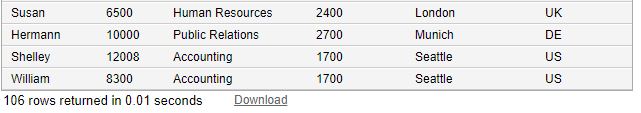 Susan 6500 Human Resources 2400 London UK
Hermann 10000 Public Relations 2700 Munich DE
Shelley 12008 Accounting 1700 Seattle US
William 8300 Accounting 1700 Seattle US
106 rows returned in 0.01 seconds Download